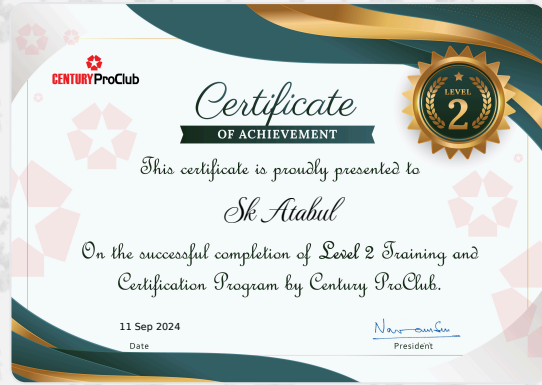 CENTURY ProClub
Certificate
OF ACHIEVEMENT
LEVEL
2
This certificate is proudly presented to
Sk Atabul
On the successful completion of Level 2 Training and
Certification Program by Century ProClub.
11 Sep 2024
Date
President